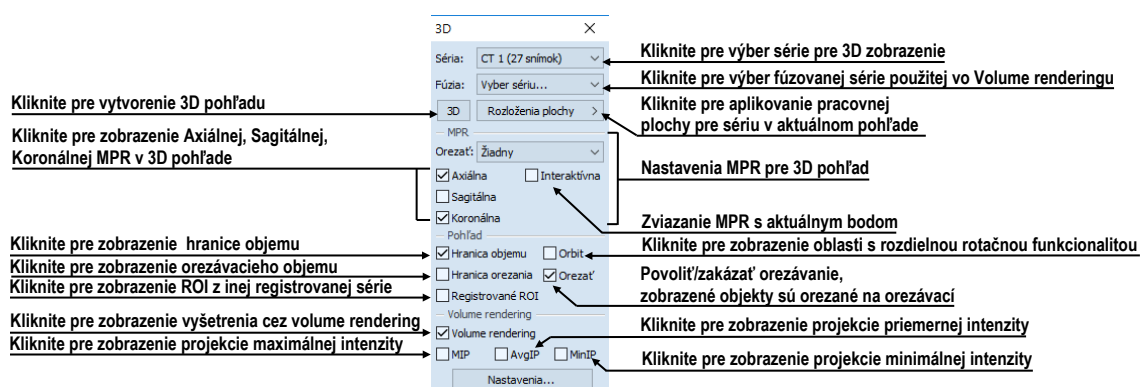 3D
Séria: CT 1 (27 snímok)
Kliknite pre výber série pre 3D zobrazenie
Fúzia: Vyber sériu...
Kliknite pre výber fúzovanej série použitej vo Volume renderingu
Kliknite pre vytvorenie 3D pohľadu
3D Rozloženia plochy >
Kliknite pre aplikovanie pracovnej
plochy pre sériu v aktuálnom pohľade
Kliknite pre zobrazenie Axiálnej, Sagitálnej,
Koronálnej MPR v 3D pohľade
MPR
Orezať: Žiadny
Axiálna Interaktívna
Nastavenia MPR pre 3D pohľad
Sagitálna
Koronálna
Zviazanie MPR s aktuálnym bodom
Pohľad
Kliknite pre zobrazenie hranice objemu
Hranica objemu Orbit
Kliknite pre zobrazenie oblasti s rozdielnou rotačnou funkcionalitou
Kliknite pre zobrazenie orezávacieho objemu
Hranica orezania Orezať
Povoliť/zakázať orezávanie,
zobrazené objekty sú orezané na orezávací
Kliknite pre zobrazenie ROI z inej registrovanej série
Registrované ROI
Volume rendering
Kliknite pre zobrazenie vyšetrenia cez volume rendering
Volume rendering
Kliknite pre zobrazenie projekcie priemernej intenzity
Kliknite pre zobrazenie projekcie maximálnej intenzity
MIP AvgIP MinIP
Kliknite pre zobrazenie projekcie minimálnej intenzity
Nastavenia...